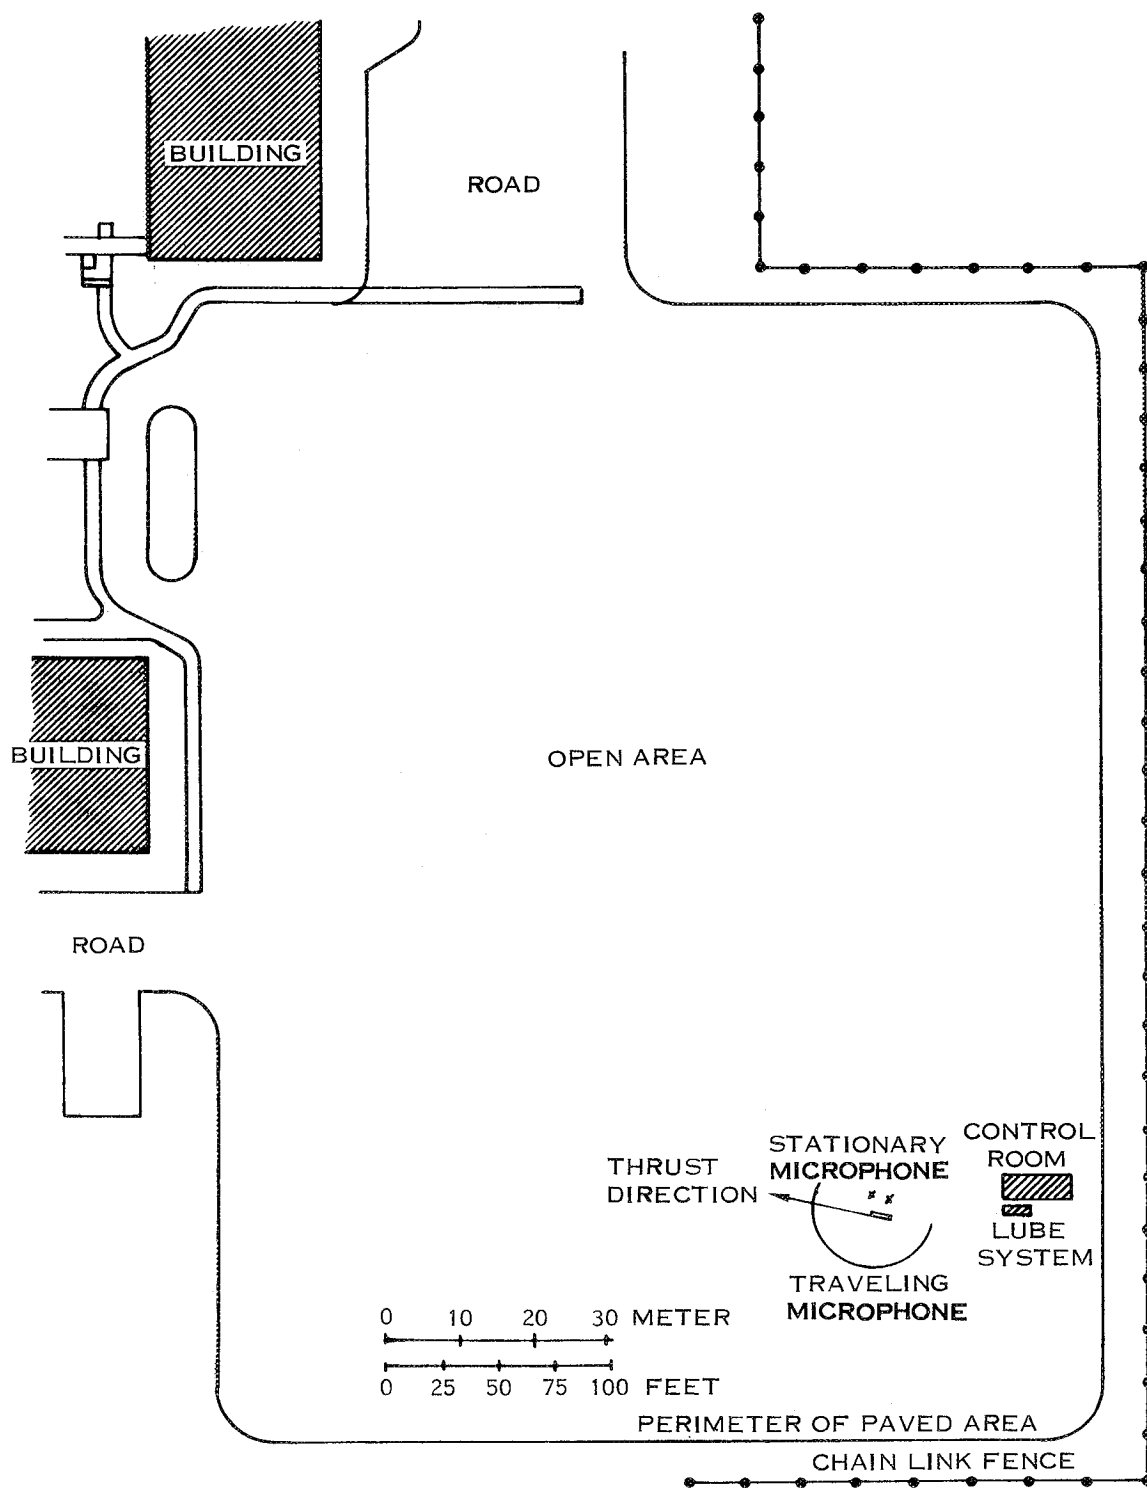 BUILDING
ROAD
BUILDING
OPEN AREA
ROAD
STATIONARY
MICROPHONE
CONTROL
ROOM
THRUST
DIRECTION
LUBE
SYSTEM
TRAVELING
MICROPHONE
0 10 20 30 METER
0 25 50 75 100 FEET
PERIMETER OF PAVED AREA
CHAIN LINK FENCE